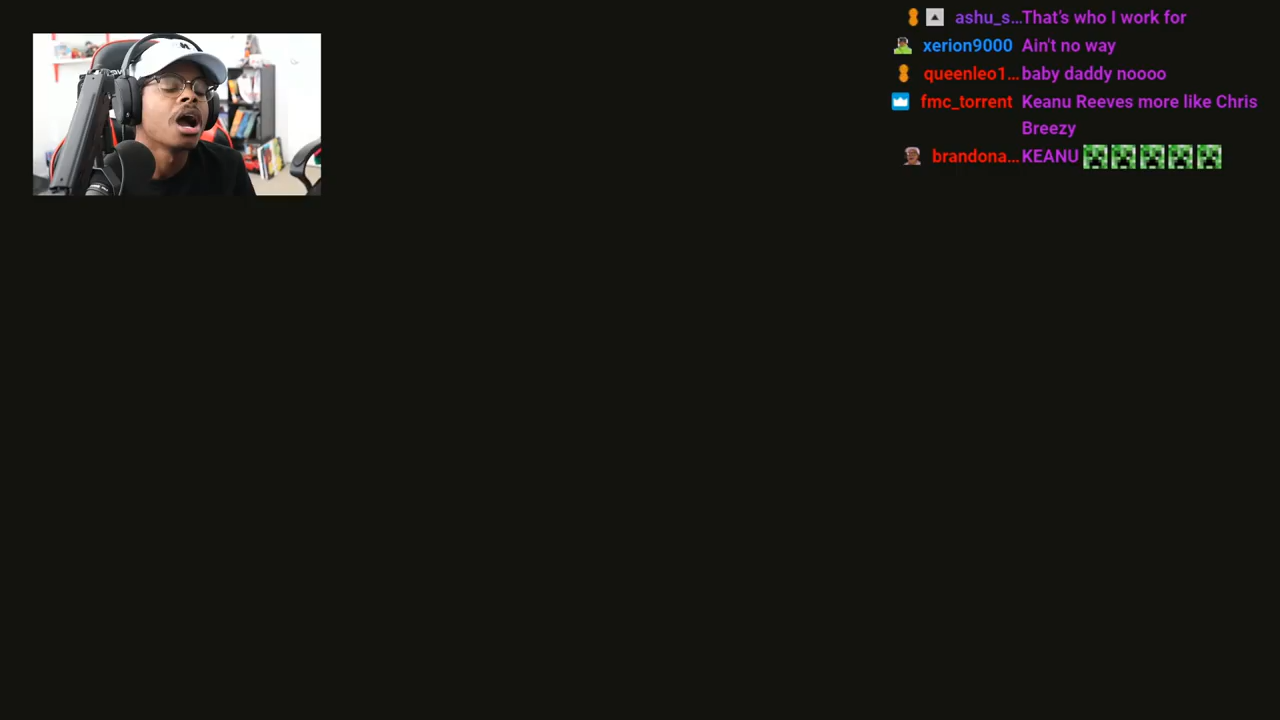 ashu_s... That's who I work for
xerion9000 Ain't no way
queenleo1... baby daddy noooo
fmc_torrent Keanu Reeves more like Chris
Breezy
brandona... KEANU